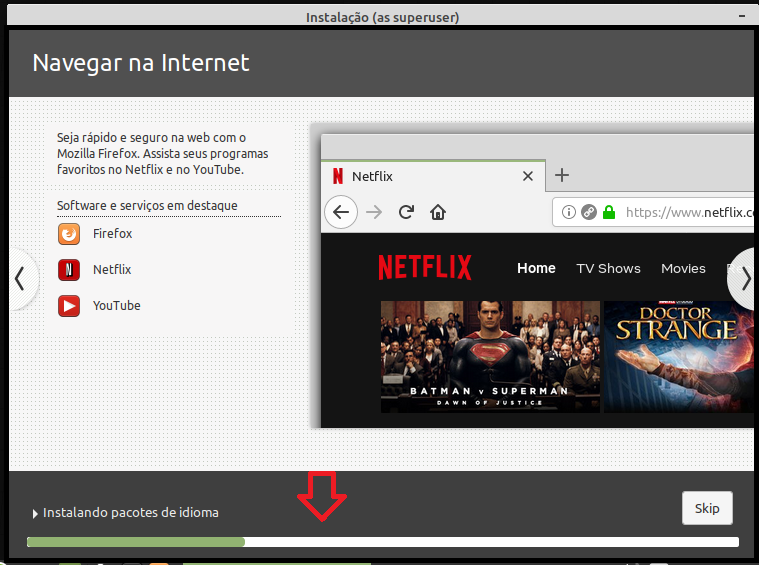 Instalação (as superuser)
Navegar na Internet
Seja rápido e seguro na web com o
Mozilla Firefox. Assista seus programas
favoritos no Netflix e no YouTube.
Software e serviços em destaque
Firefox
Netflix
YouTube
Netflix
https://www.netflix.c
NETFLIX
Home TV Shows Movies
BATMAN v SUPERMAN
DAWN OF JUSTICE
DOCTOR
STRANGE
Instalando pacotes de idioma
Skip